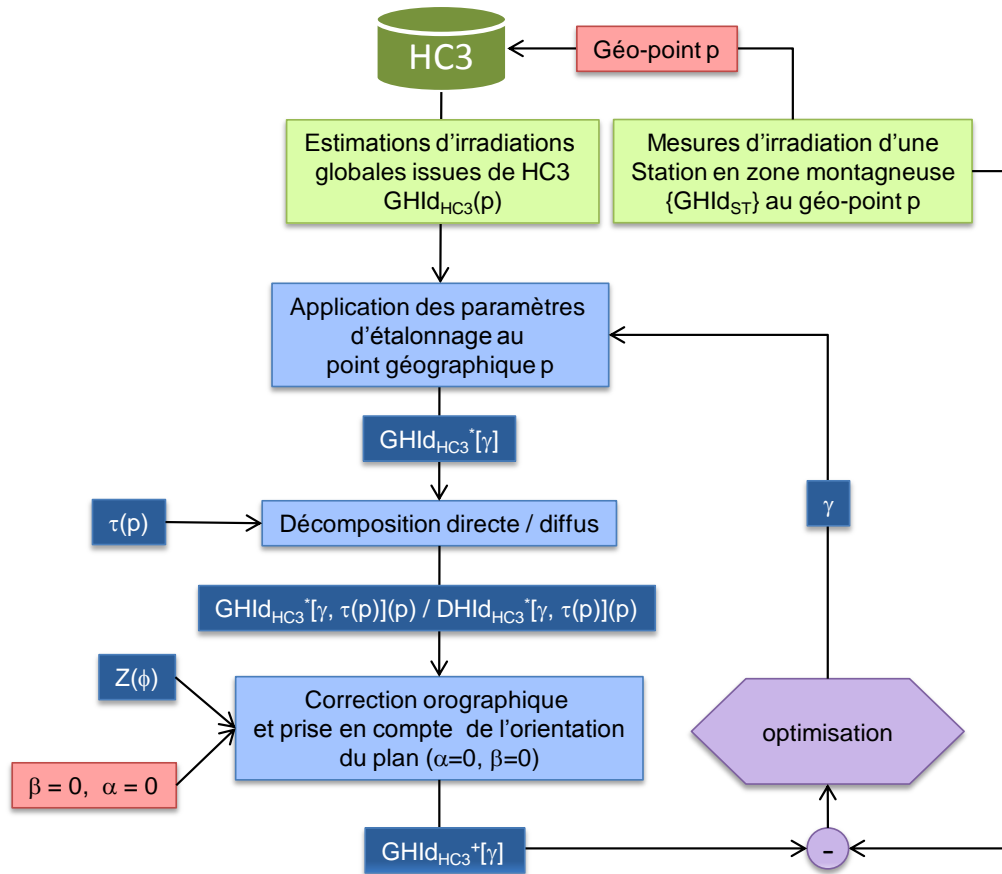 HC3
Géo-point p
Estimations d'irradiations
globales issues de HC3
GHId_HC3(p)
Mesures d'irradiation d'une
Station en zone montagneuse
{GHId_ST} au géo-point p
Application des paramètres
d'étalonnage au
point géographique p
GHId_HC3^*[γ]
γ
τ(p)
Décomposition directe / diffus
GHId_HC3^*[γ, τ(p)](p) / DHId_HC3^*[γ, τ(p)](p)
Z(ϕ)
Correction orographique
et prise en compte de l'orientation
du plan (α=0, β=0)
optimisation
β = 0, α = 0
GHId_HC3^+[γ]
-